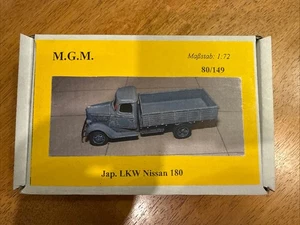 M.G.M.
Maßstab: 1:72
80/149
Jap. LKW Nissan 180